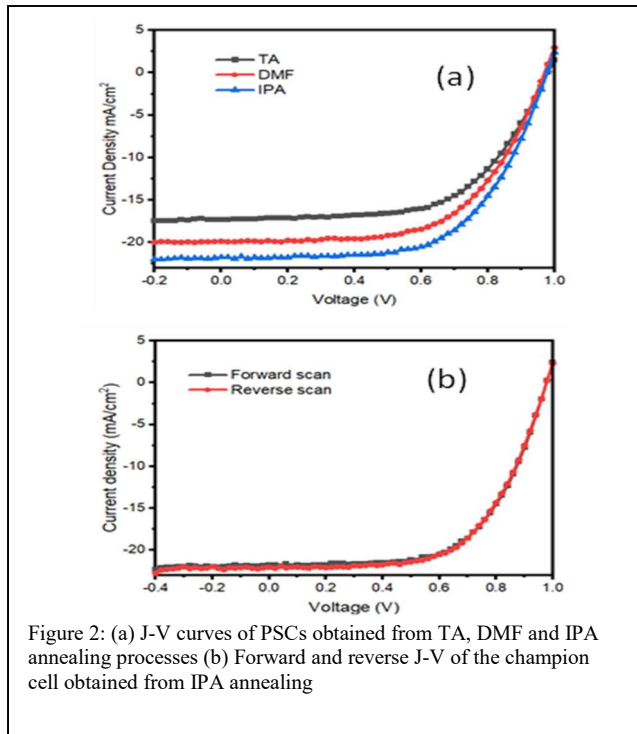 5
0
-5
-10
-15
-20
Current Density mA/cm²
TA
DMF
IPA
(a)
-0.2 0.0 0.2 0.4 0.6 0.8 1.0
Voltage (V)
5
0
-5
-10
-15
-20
Current density (mA/cm²)
Forward scan
Reverse scan
(b)
-0.4 -0.2 0.0 0.2 0.4 0.6 0.8 1.0
Voltage (V)
Figure 2: (a) J-V curves of PSCs obtained from TA, DMF and IPA
annealing processes (b) Forward and reverse J-V of the champion
cell obtained from IPA annealing